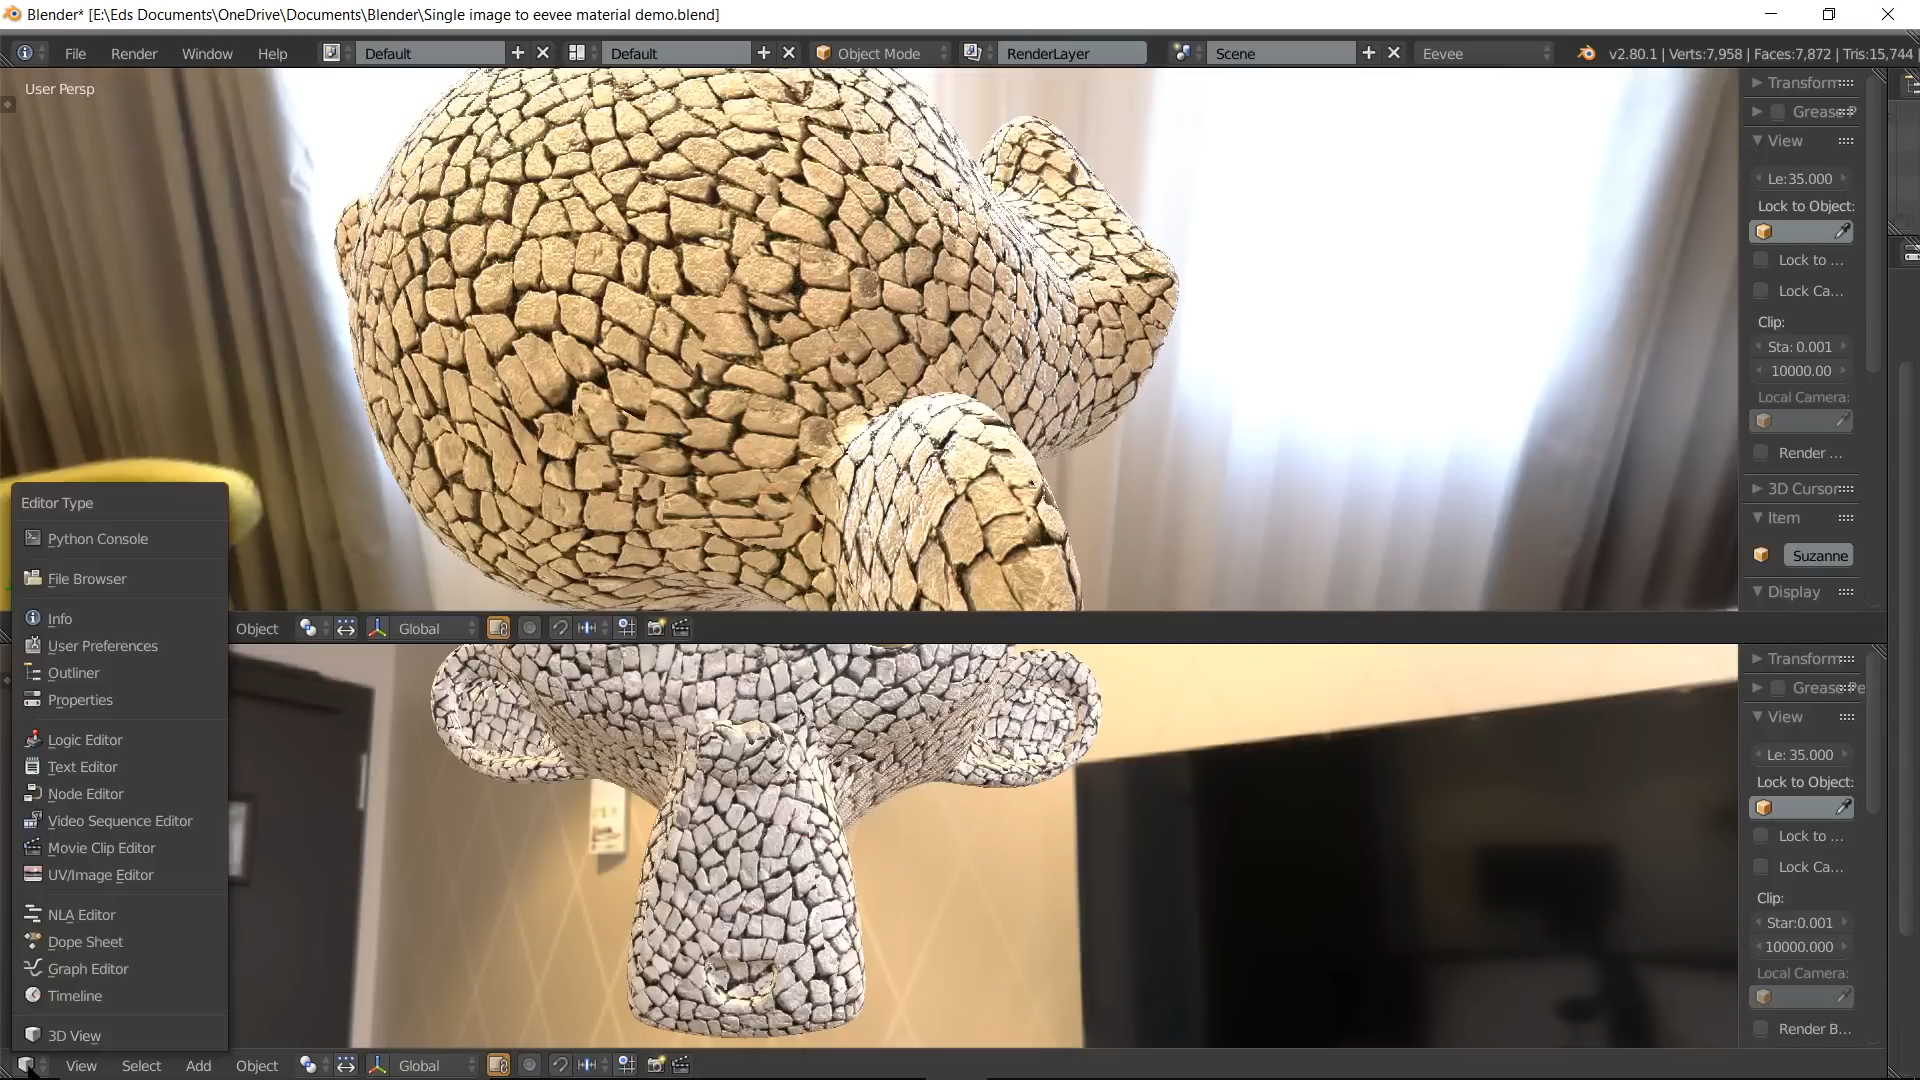 Blender* [E:\Eds Documents\OneDrive\Documents\Blender\Single image to eevee material demo.blend]
File Render Window Help Default Default Object Mode RenderLayer Scene Eevee v2.80.1 | Verts:7,958 | Faces:7,872 | Tris:15,744 |
User Persp
Transform
Grease P
View
Le:35.000
Lock to Object:
Lock to ...
Lock Ca...
Clip:
Sta: 0.001
10000.00
Local Camera:
Render ...
3D Cursor
Item
Suzanne
Display
Editor Type
Python Console
File Browser
Info
User Preferences
Outliner
Properties
Logic Editor
Text Editor
Node Editor
Video Sequence Editor
Movie Clip Editor
UV/Image Editor
NLA Editor
Dope Sheet
Graph Editor
Timeline
3D View
Object Global
Transform
Grease Pe
View
Le: 35.000
Lock to Object:
Lock to ...
Lock Ca...
Clip:
Star:0.001
10000.000
Local Camera:
Render B...
View Select Add Object Global